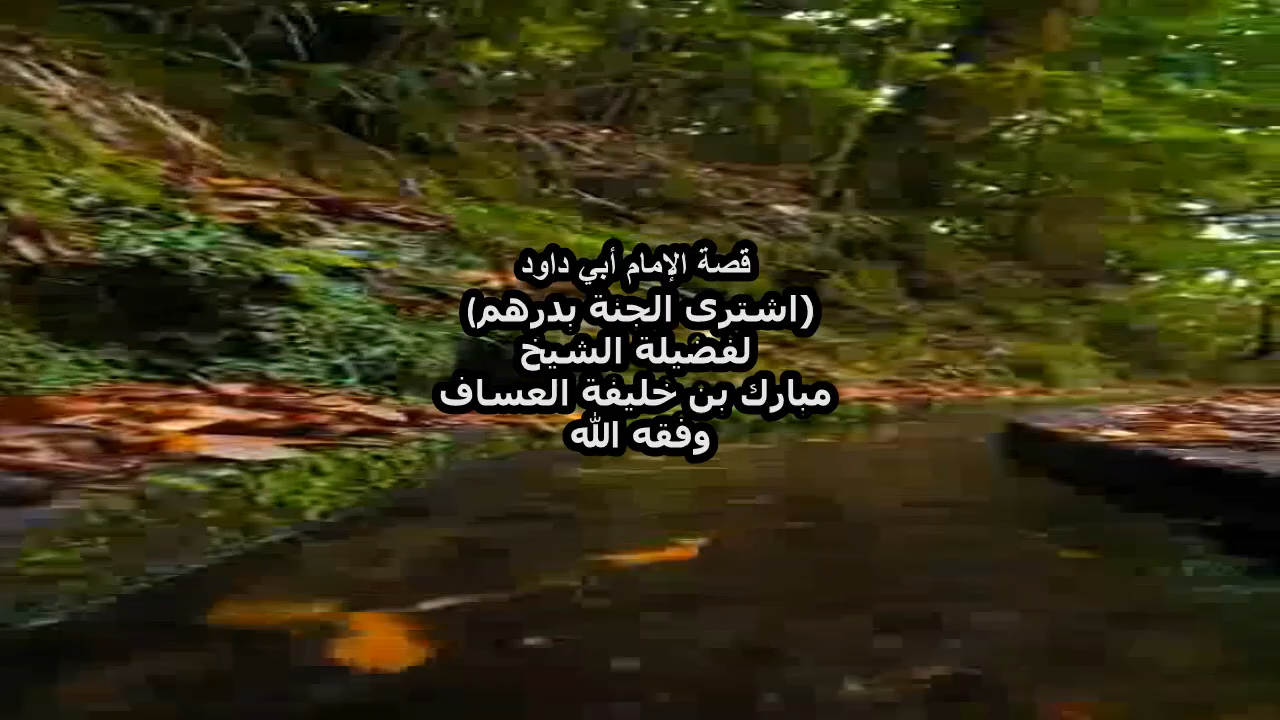 قصة الإمام أبي داود
(اشترى الجنة بدرهم)
لفضيلة الشيخ
مبارك بن خليفة العساف
وفقه الله